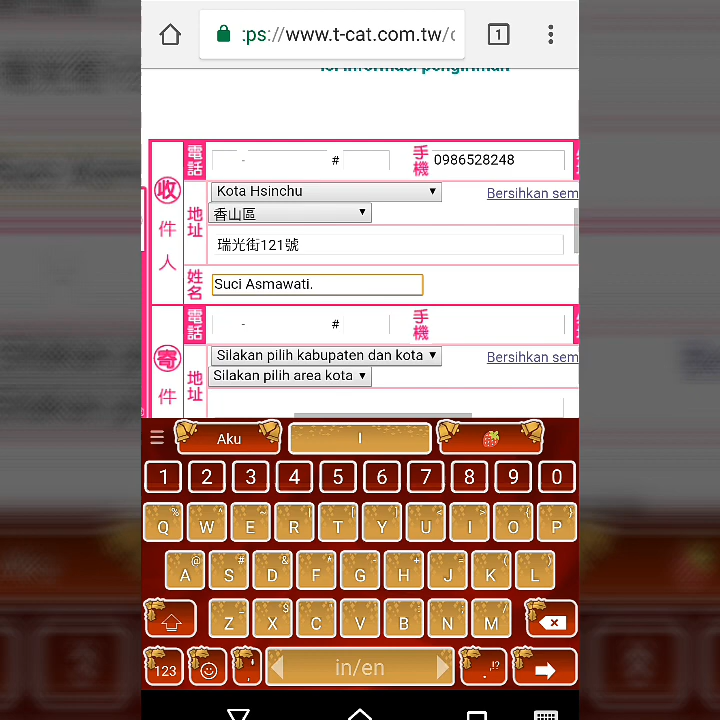 :ps://www.t-cat.com.tw/c
1
Isi informasi pengiriman
電話
-
#
手機
0986528248
收件人
地址
Kota Hsinchu
Bersihkan sem
香山區
瑞光街121號
姓名
Suci Asmawati.
電話
-
#
手機
寄件
地址
Silakan pilih kabupaten dan kota
Bersihkan sem
Silakan pilih area kota
Aku
I
1 2 3 4 5 6 7 8 9 0
Q W E R T Y U I O P
A S D F G H J K L
Z X C V B N M
123
in/en